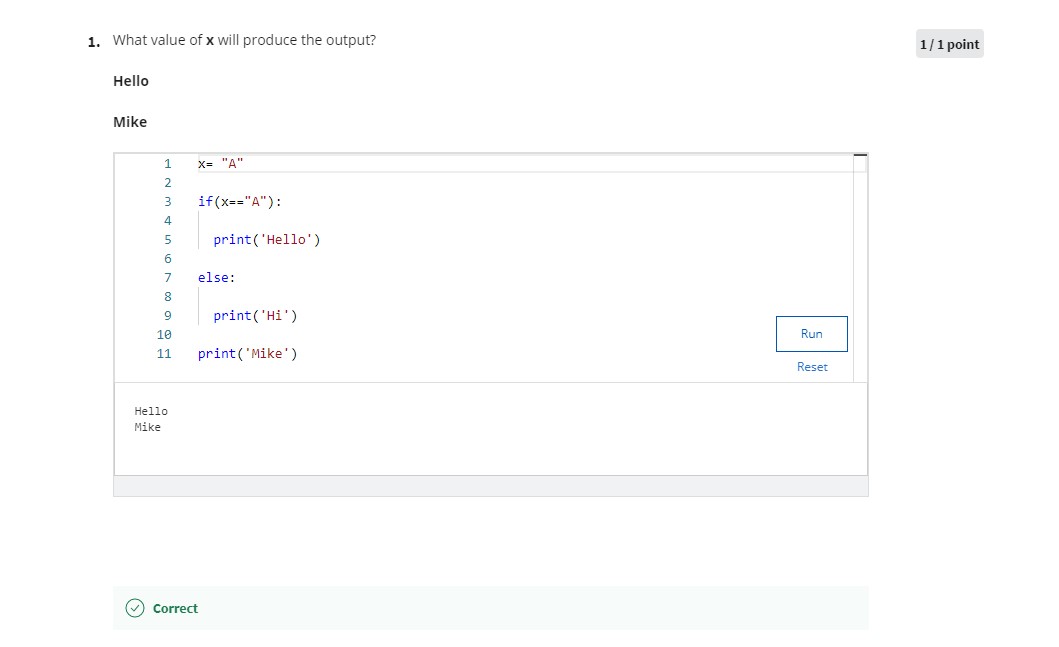 1. What value of x will produce the output?
1 / 1 point
Hello
Mike
1 x= "A"
2
3 if(x=="A"):
4
5 print('Hello')
6
7 else:
8
9 print('Hi')
10
11 print('Mike')
Run
Reset
Hello
Mike
Correct